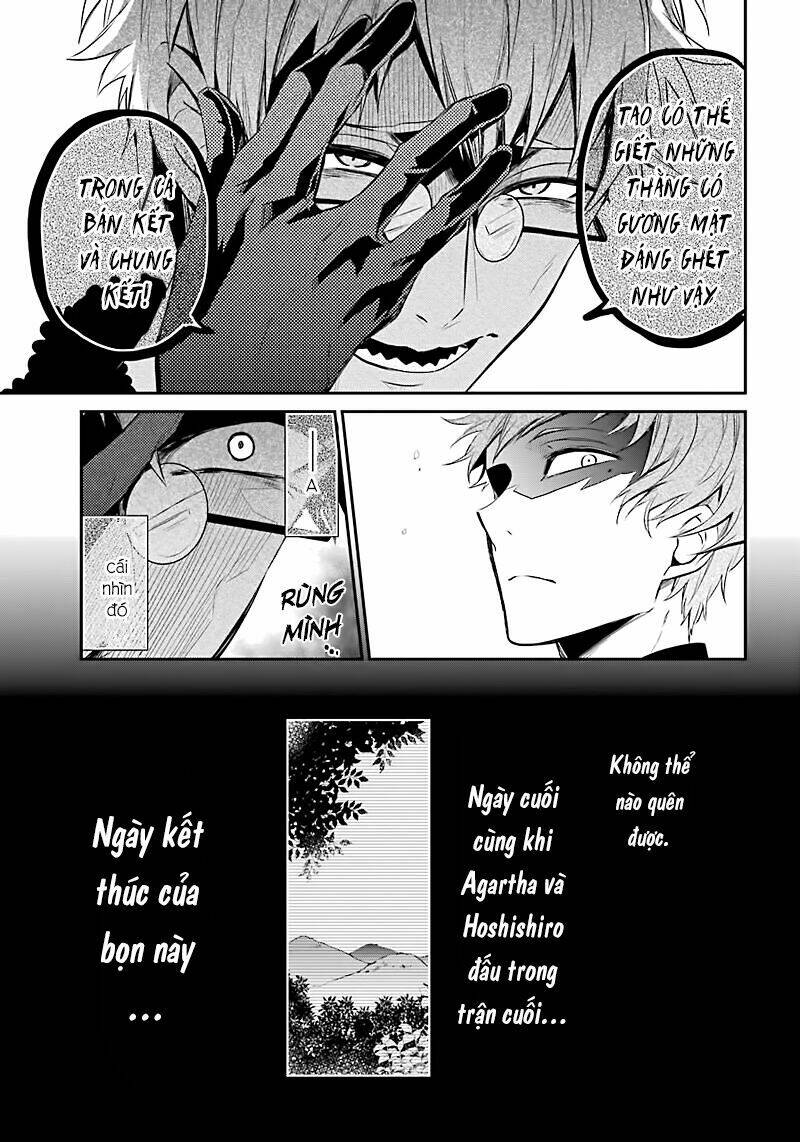 TAO CÓ THỂ
GIẾT NHỮNG
THẰNG CÓ
GƯƠNG MẶT
ĐÁNG GHÉT
NHƯ VẬY
TRONG CẢ
BÁN KẾT
VÀ CHUNG
KẾT!
A
cái
nhìn
đó
RÙNG
MÌNH
...
Không thể
nào quên
được.
Ngày cuối
cùng khi
Agartha và
Hoshishiro
đấu trong
trận cuối...
Ngày kết
thúc của
bọn này
...